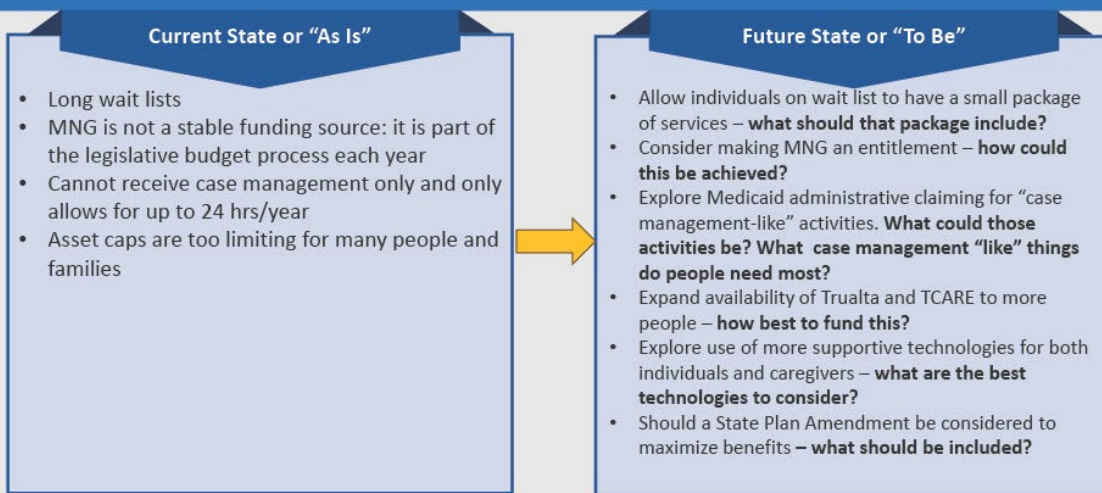 Current State or “As Is”
• Long wait lists
• MNG is not a stable funding source: it is part of
the legislative budget process each year
• Cannot receive case management only and only
allows for up to 24 hrs/year
• Asset caps are too limiting for many people and
families
Future State or “To Be”
• Allow individuals on wait list to have a small package
of services – what should that package include?
• Consider making MNG an entitlement – how could
this be achieved?
• Explore Medicaid administrative claiming for “case
management-like” activities. What could those
activities be? What case management “like” things
do people need most?
• Expand availability of Trualta and TCARE to more
people – how best to fund this?
• Explore use of more supportive technologies for both
individuals and caregivers – what are the best
technologies to consider?
• Should a State Plan Amendment be considered to
maximize benefits – what should be included?